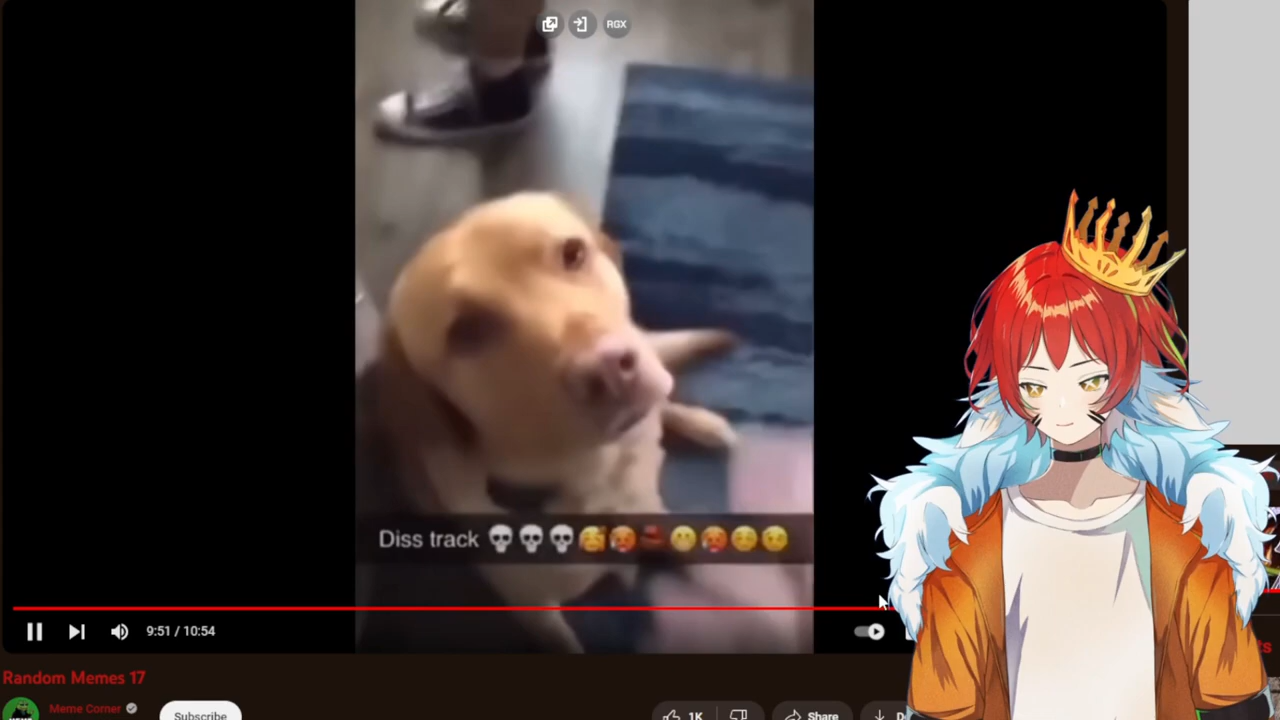 RGX
Diss track 💀💀💀🥰🥵💄😬🥵☺️🤨
9:51 / 10:54
Random Memes 17
Meme Corner
Subscribe
1K
Share
D